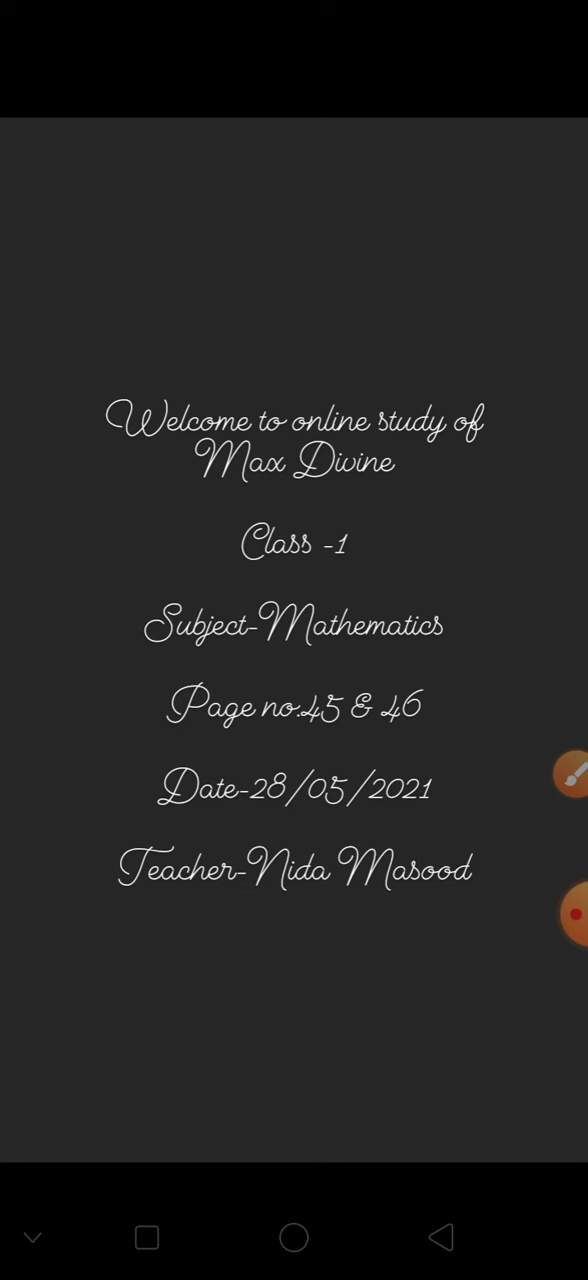 Welcome to online study of
Max Divine
Class -1
Subject-Mathematics
Page no.45 & 46
Date-28/05/2021
Teacher-Nida Masood